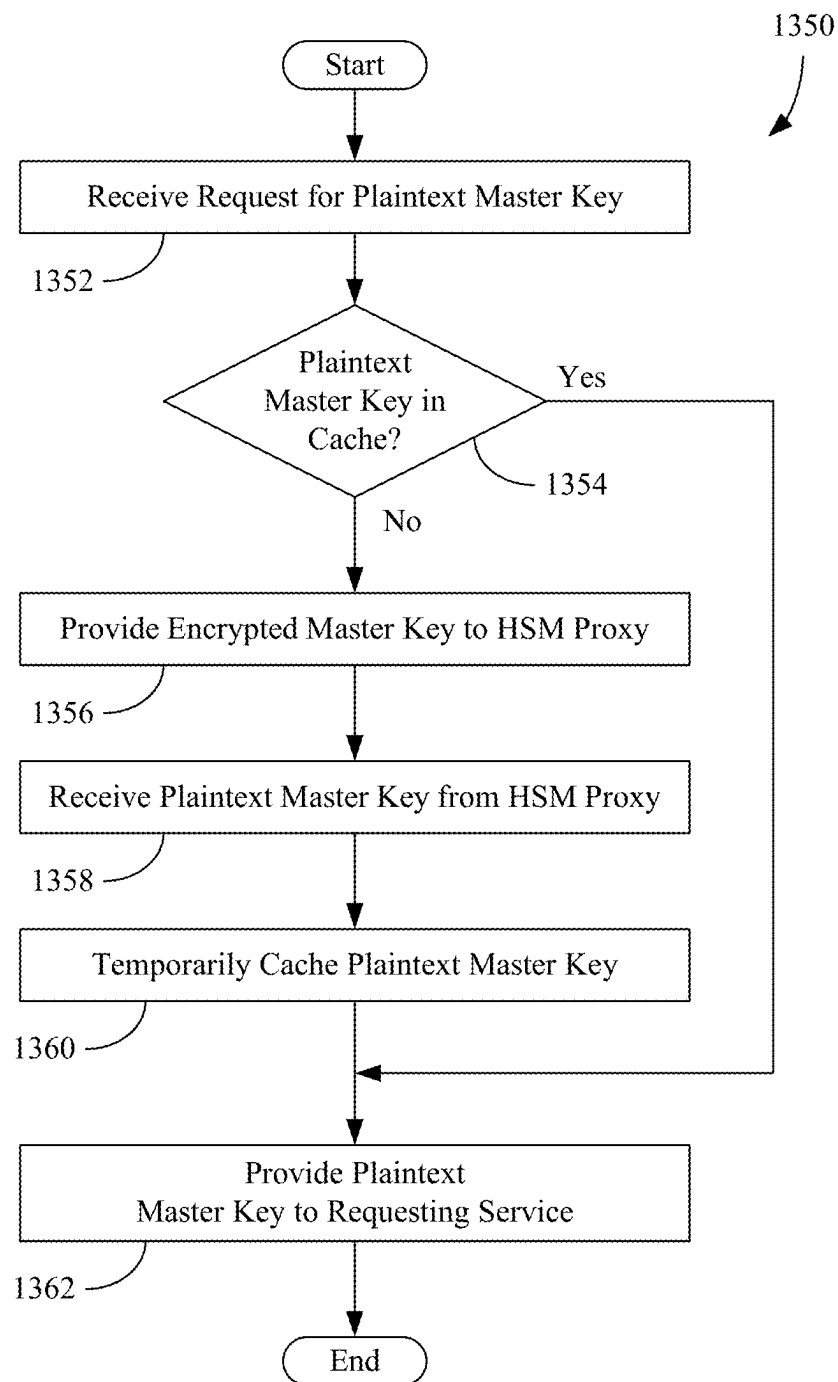 1350
Start
Receive Request for Plaintext Master Key
1352
Plaintext
Master Key in
Cache?
Yes
1354
No
Provide Encrypted Master Key to HSM Proxy
1356
Receive Plaintext Master Key from HSM Proxy
1358
Temporarily Cache Plaintext Master Key
1360
Provide Plaintext
Master Key to Requesting Service
1362
End